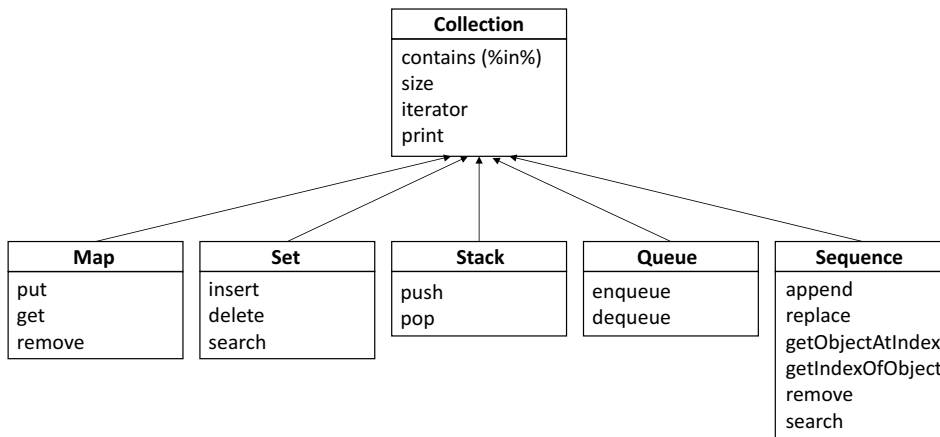 Collection
contains (%in%)
size
iterator
print
Map
put
get
remove
Set
insert
delete
search
Stack
push
pop
Queue
enqueue
dequeue
Sequence
append
replace
getObjectAtIndex
getIndexOfObject
remove
search